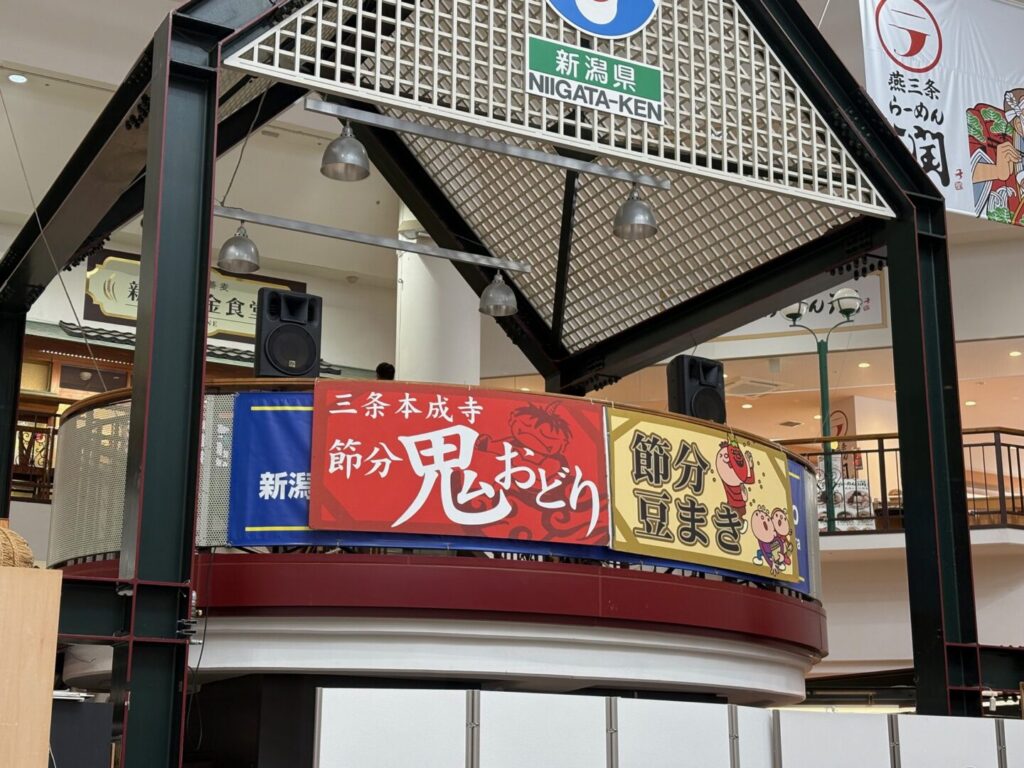 新潟県
NIIGATA-KEN
燕三条
らーめん
潤
三条本成寺
節分鬼おどり
節分
豆まき
新潟